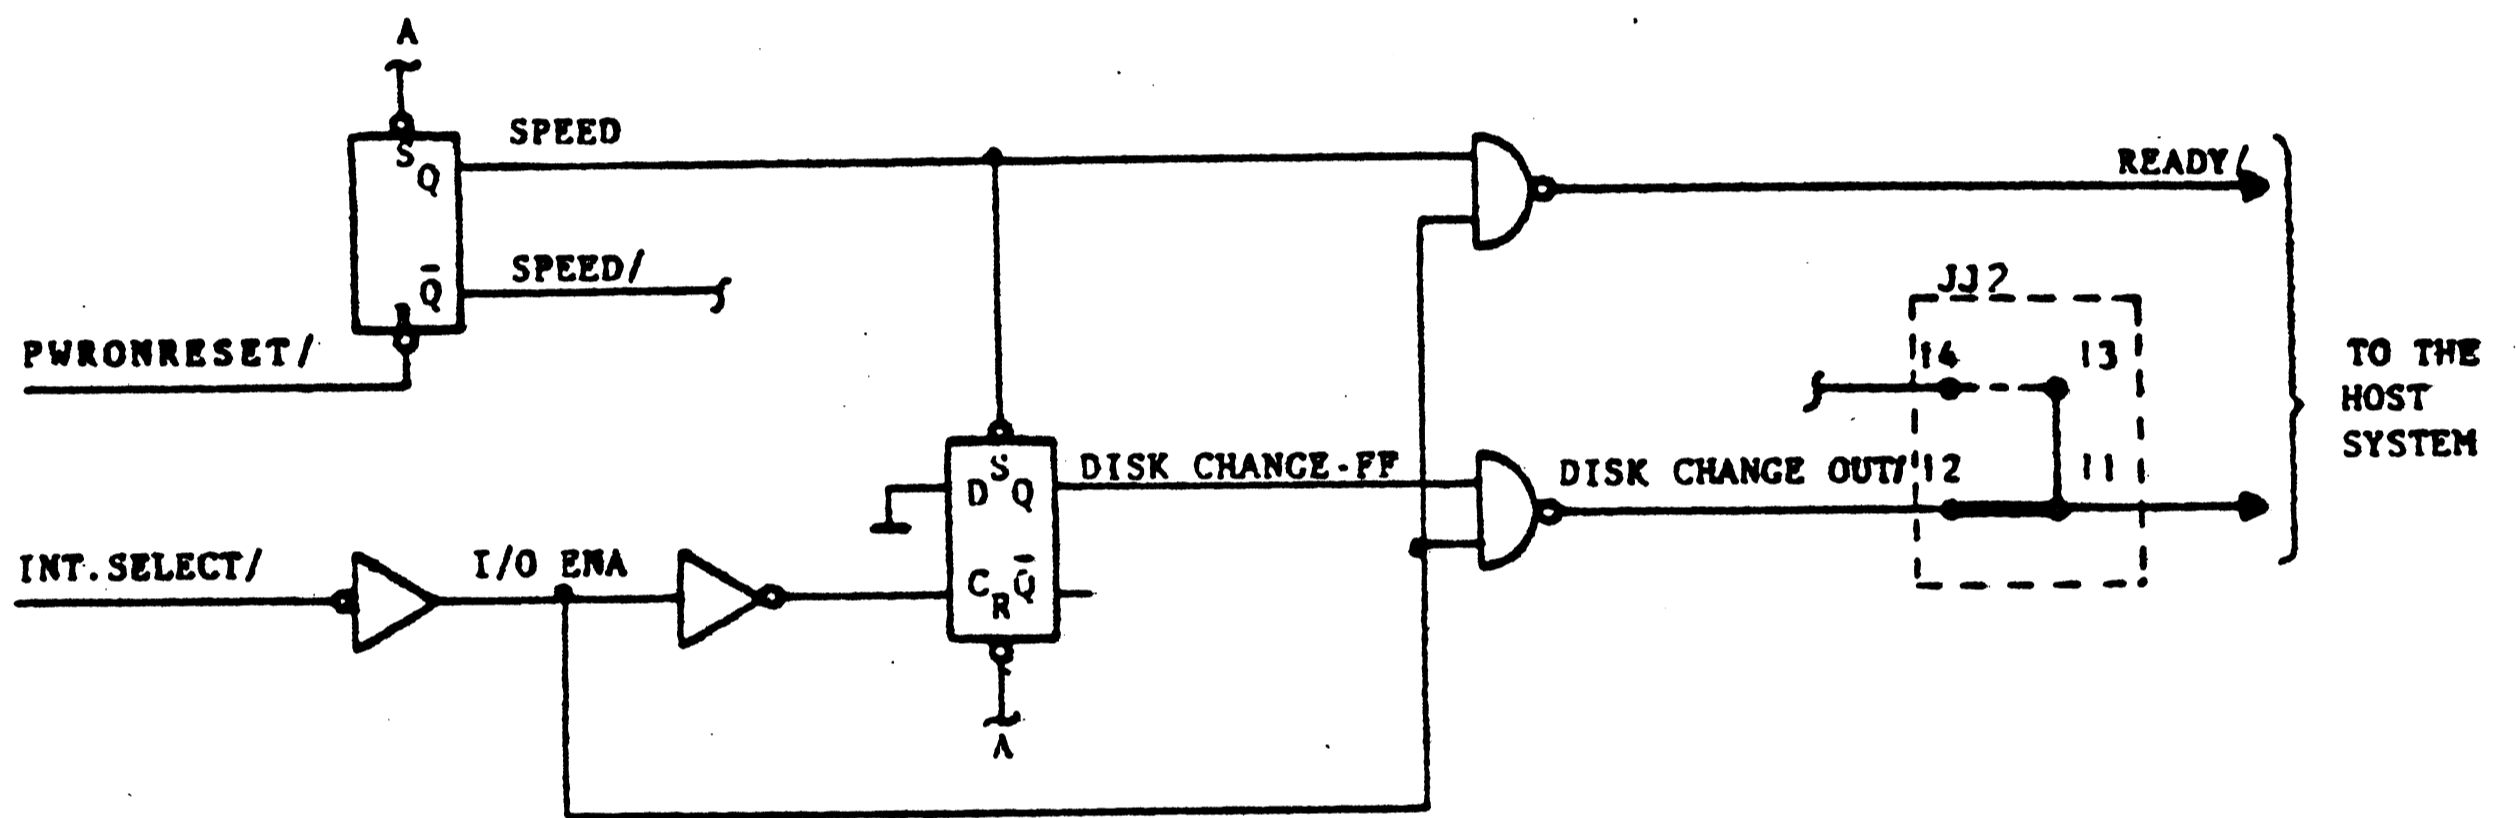 A
S
Q
SPEED
Q̅
SPEED/
PWRONRESET/
READY/
JJ2
14 13
TO THE
HOST
SYSTEM
S
D Q
DISK CHANGE-FF
DISK CHANGE OUT/
12 11
INT.SELECT/
I/O ENA
C R Q̅